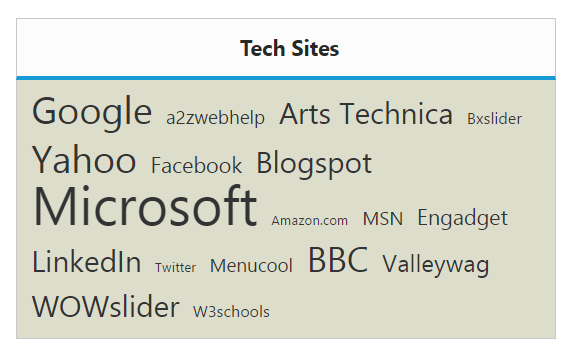 Tech Sites
Google a2zwebhelp Arts Technica Bxslider
Yahoo Facebook Blogspot
Microsoft Amazon.com MSN Engadget
LinkedIn Twitter Menucool BBC Valleywag
WOWslider W3schools